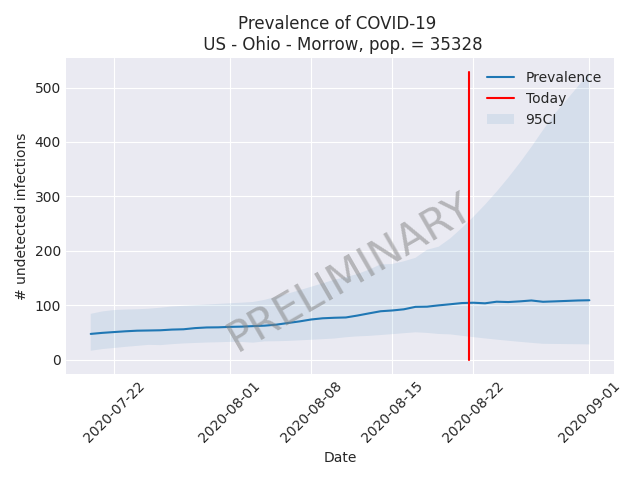 Prevalence of COVID-19
US - Ohio - Morrow, pop. = 35328
Prevalence
Today
95CI
500
400
300
200
100
0
# undetected infections
PRELIMINARY
2020-07-22
2020-08-01
2020-08-08
2020-08-15
2020-08-22
2020-09-01
Date